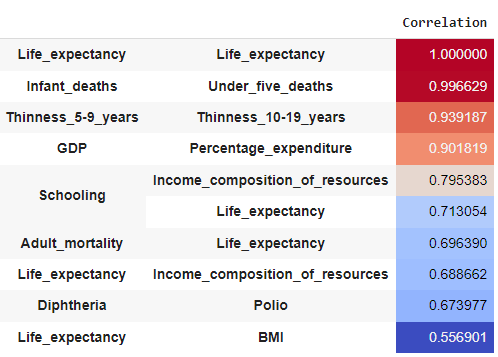 Correlation
Life_expectancy Life_expectancy 1.000000
Infant_deaths Under_five_deaths 0.996629
Thinness_5-9_years Thinness_10-19_years 0.939187
GDP Percentage_expenditure 0.901819
Schooling Income_composition_of_resources 0.795383
Life_expectancy 0.713054
Adult_mortality Life_expectancy 0.696390
Life_expectancy Income_composition_of_resources 0.688662
Diphtheria Polio 0.673977
Life_expectancy BMI 0.556901